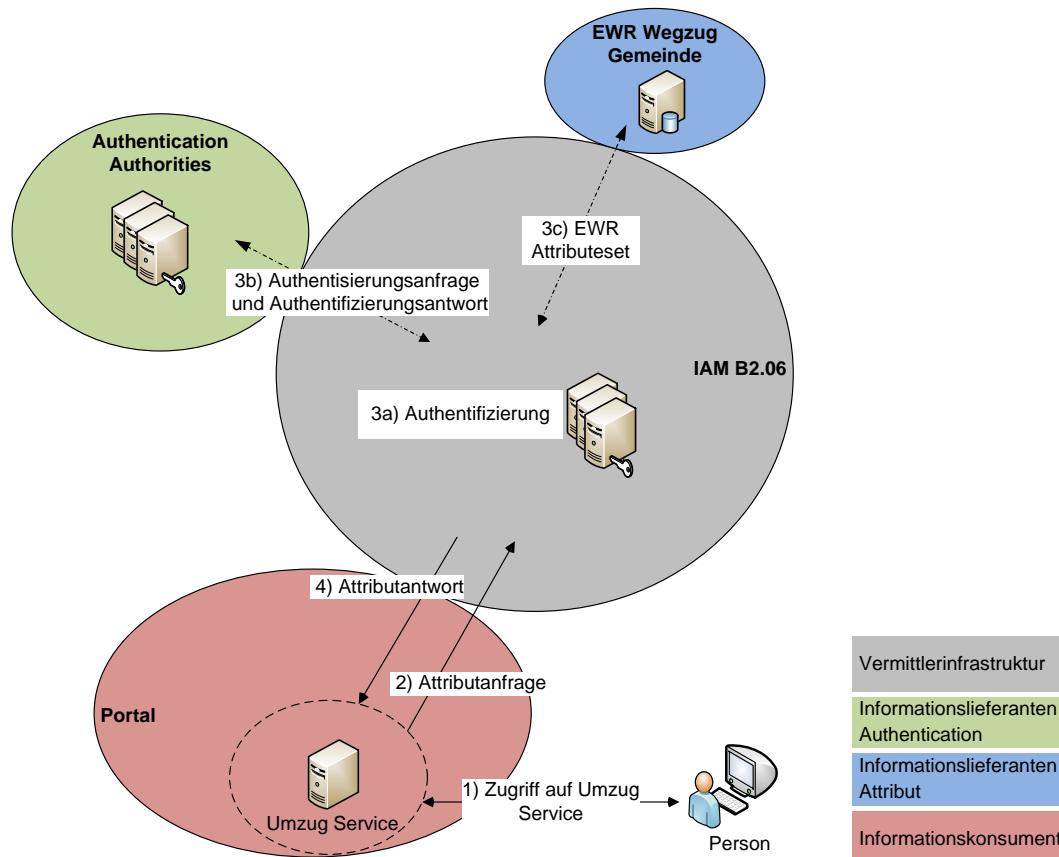 EWR Wegzug
Gemeinde
Authentication
Authorities
3c) EWR
Attributeset
3b) Authentisierungsanfrage
und Authentifizierungsantwort
IAM B2.06
3a) Authentifizierung
4) Attributantwort
2) Attributanfrage
Portal
Umzug Service
1) Zugriff auf Umzug
Service
Person
Vermittlerinfrastruktur
Informationslieferanten
Authentication
Informationslieferanten
Attribut
Informationskonsument